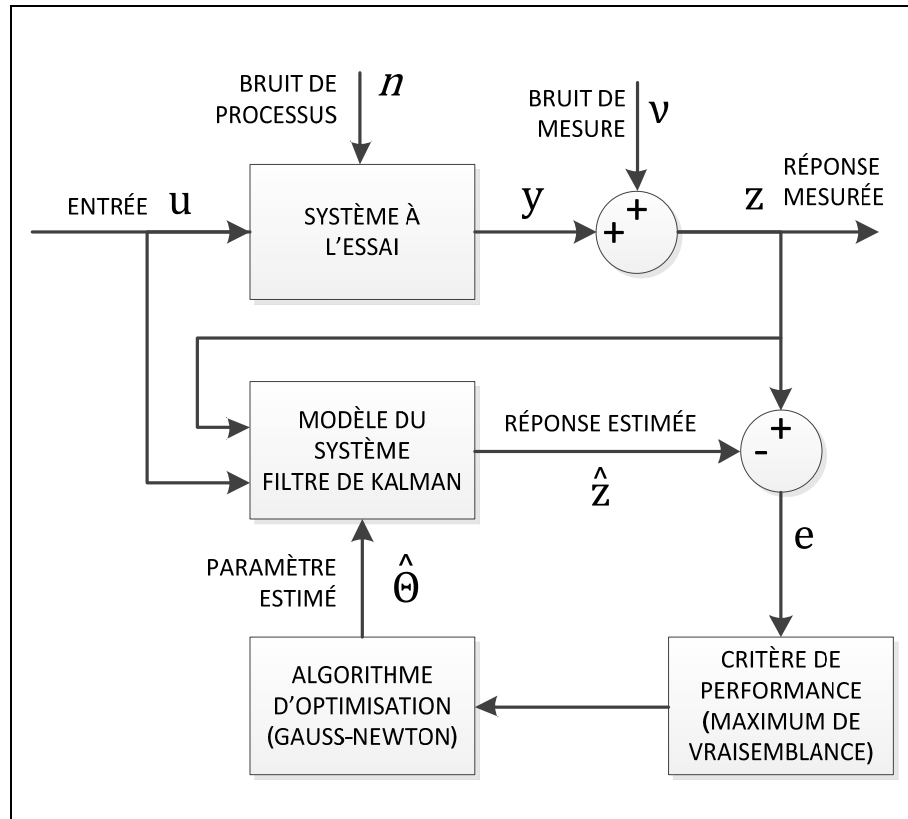 BRUIT DE
PROCESSUS
n
BRUIT DE
MESURE
ν
ENTRÉE
u
SYSTÈME À
L'ESSAI
y
+
+
z
RÉPONSE
MESURÉE
MODÈLE DU
SYSTÈME
FILTRE DE KALMAN
RÉPONSE ESTIMÉE
ẑ
+
-
e
PARAMÈTRE
ESTIMÉ
Θ̂
ALGORITHME
D'OPTIMISATION
(GAUSS-NEWTON)
CRITÈRE DE
PERFORMANCE
(MAXIMUM DE
VRAISEMBLANCE)